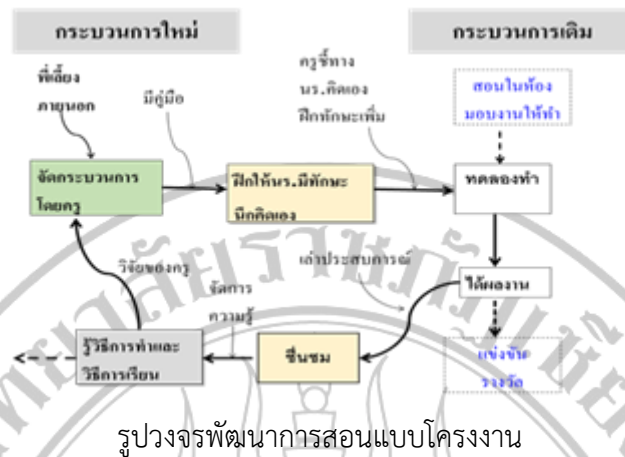 กระบวนการใหม่
กระบวนการเดิม
พี่เลี้ยง
ภายนอก
มีคู่มือ
ครูชี้ทาง
นร.คิดเอง
ฝึกทักษะเพิ่ม
สอนในห้อง
มอบงานให้ทำ
จัดกระบวนการ
โดยครู
ฝึกให้นร.มีทักษะ
นึกคิดเอง
ทดลองทำ
วิจัยของครู
จัดการ
ความรู้
เล่าประสบการณ์
ได้ผลงาน
รู้วิธีการทำและ
วิธีการเรียน
ชื่นชม
แข่งขัน
รางวัล
รูปวงจรพัฒนาการสอนแบบโครงงาน